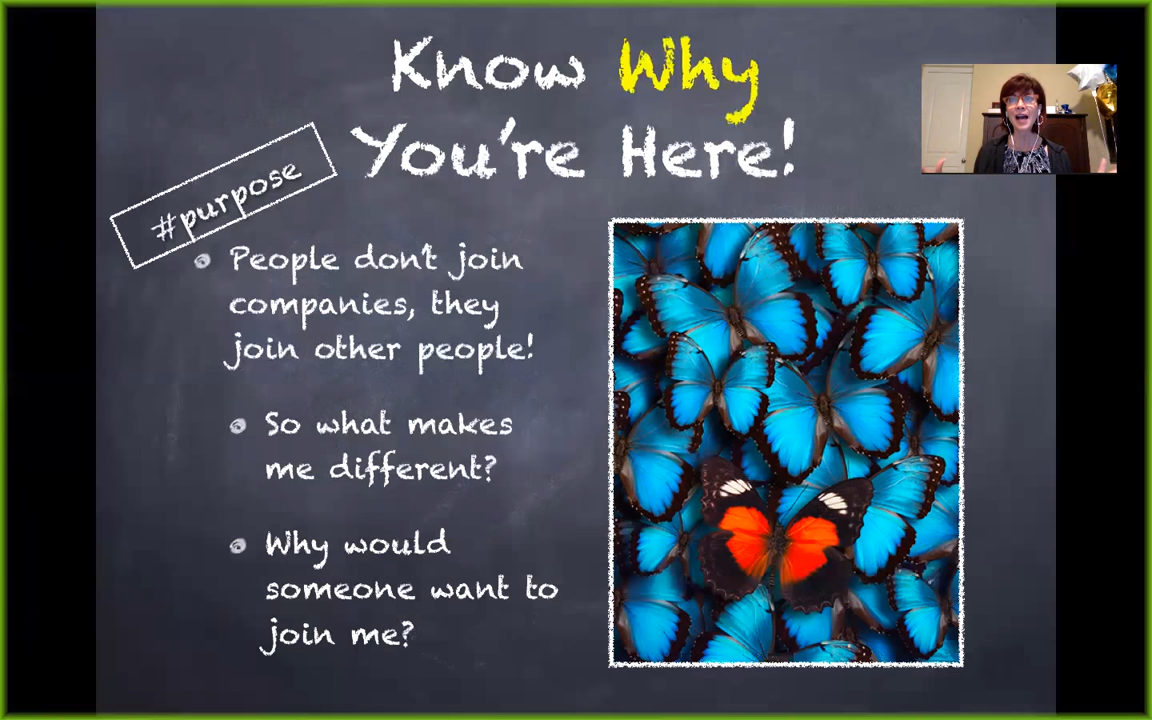 Know Why
You're Here!
#purpose
People don't join
companies, they
join other people!
So what makes
me different?
Why would
someone want to
join me?